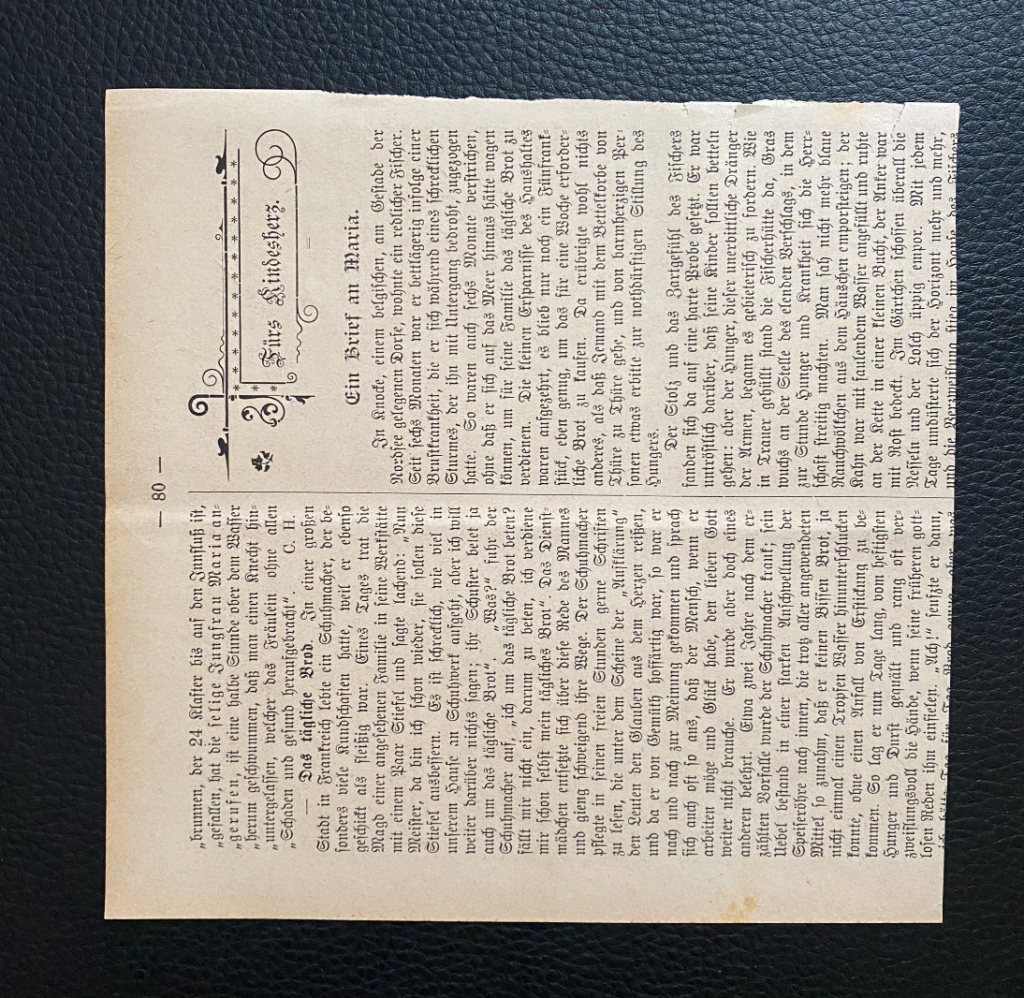 — 80 —
„brunnen, der 24 Klafter bis auf den Zufluß ist,
„gefallen, hat die selige Jungfrau Maria an-
„gerufen, ist eine halbe Stunde ober dem Wasser
„herum geschwummen, daß man einen Knecht hin-
„untergelassen, welcher das Fräulein ohne allen
„Schaden und gesund heraufgebracht“. C. H.
— Das tägliche Brod. In einer großen
Stadt in Frankreich lebte ein Schuhmacher, der be-
sonders viele Kundschaften hatte, weil er ebenso
geschickt als fleißig war. Eines Tages trat die
Magd einer angesehenen Familie in seine Werkstätte
mit einem Paar Stiefel und sagte lachend: „Nun
Meister, da bin ich schon wieder, sie sollen diese
Stiefel ausbessern. Es ist schrecklich, wie viel in
unserem Hause an Schuhwerk aufgeht, aber ich will
weiter darüber nichts sagen; ihr Schuster betet ja
auch um das tägliche Brot“. „Was?“ fuhr der
Schuhmacher auf, „ich um das tägliche Brot beten?
fällt mir nicht ein, darum zu beten, ich verdiene
mir schon selbst mein tägliches Brot“. Das Dienst-
mädchen entsetzte sich über diese Rede des Mannes
und gieng schweigend ihre Wege. Der Schuhmacher
pflegte in seinen freien Stunden gerne Schriften
zu lesen, die unter dem Scheine der „Aufklärung“
den Leuten den Glauben aus dem Herzen reißen,
und da er von Gemüth hoffärtig war, so war er
nach und nach zur Meinung gekommen und sprach
sich auch oft so aus, daß der Mensch, wenn er
arbeiten möge und Glück habe, den lieben Gott
weiter nicht brauche. Er wurde aber doch eines
anderen belehrt. Etwa zwei Jahre nach dem er-
zählten Vorfalle wurde der Schuhmacher krank; sein
Uebel bestand in einer starken Anschwellung der
Speiseröhre nach innen, die trotz aller angewendeten
Mittel so zunahm, daß er keinen Bissen Brot, ja
nicht einmal einen Tropfen Wasser hinunterschlucken
konnte, ohne einen Anfall von Erstickung zu be-
kommen. So lag er nun Tage lang, vom heftigsten
Hunger und Durst gequält und rang oft ver-
zweiflungsvoll die Hände, wenn seine früheren gott-
losen Reden ihm einfielen. „Ach!“ seufzte er dann,
Fürs Kindesherz.
Ein Brief an Maria.
In Knocke, einem belgischen, am Gestade der
Nordsee gelegenen Dorfe, wohnte ein redlicher Fischer.
Seit sechs Monaten war er bettlägerig infolge einer
Brustkrankheit, die er sich während eines schrecklichen
Sturmes, der ihn mit Untergang bedroht, zugezogen
hatte. So waren auch sechs Monate verstrichen,
ohne daß er sich auf das Meer hinaus hätte wagen
können, um für seine Familie das tägliche Brot zu
verdienen. Die kleinen Ersparnisse des Haushaltes
waren aufgezehrt, es blieb nur noch ein Fünffrank-
stück, eben genug, um das für eine Woche erforder-
liche Brot zu kaufen. Da erübrigte wohl nichts
anderes, als daß Jemand mit dem Bettelkorbe von
Thüre zu Thüre gehe, und von barmherzigen Per-
sonen etwas erbitte zur nothdürftigen Stillung des
Hungers.
Der Stolz und das Zartgefühl des Fischers
fanden sich da auf eine harte Probe gesetzt. Er war
untröstlich darüber, daß seine Kinder sollten betteln
gehen; aber der Hunger, dieser unerbittliche Dränger
der Armen, begann es gebieterisch zu fordern. Wie
in Trauer gehüllt stand die Fischerhütte da, Gras
wuchs an der Stelle des elenden Verschlags, in dem
zur Stunde Hunger und Krankheit sich die Herr-
schaft streitig machten. Man sah nicht mehr blaue
Rauchwölkchen aus dem Häuschen emporsteigen; der
Kahn war mit faulendem Wasser angefüllt und ruhte
an der Kette in einer kleinen Bucht, der Anker war
mit Rost bedeckt. Im Gärtchen schossen überall die
Nesseln und der Lolch üppig empor. Mit jedem
Tage umdüsterte sich der Horizont mehr und mehr,
und die Verzweiflung stieg im Hause des Fischers